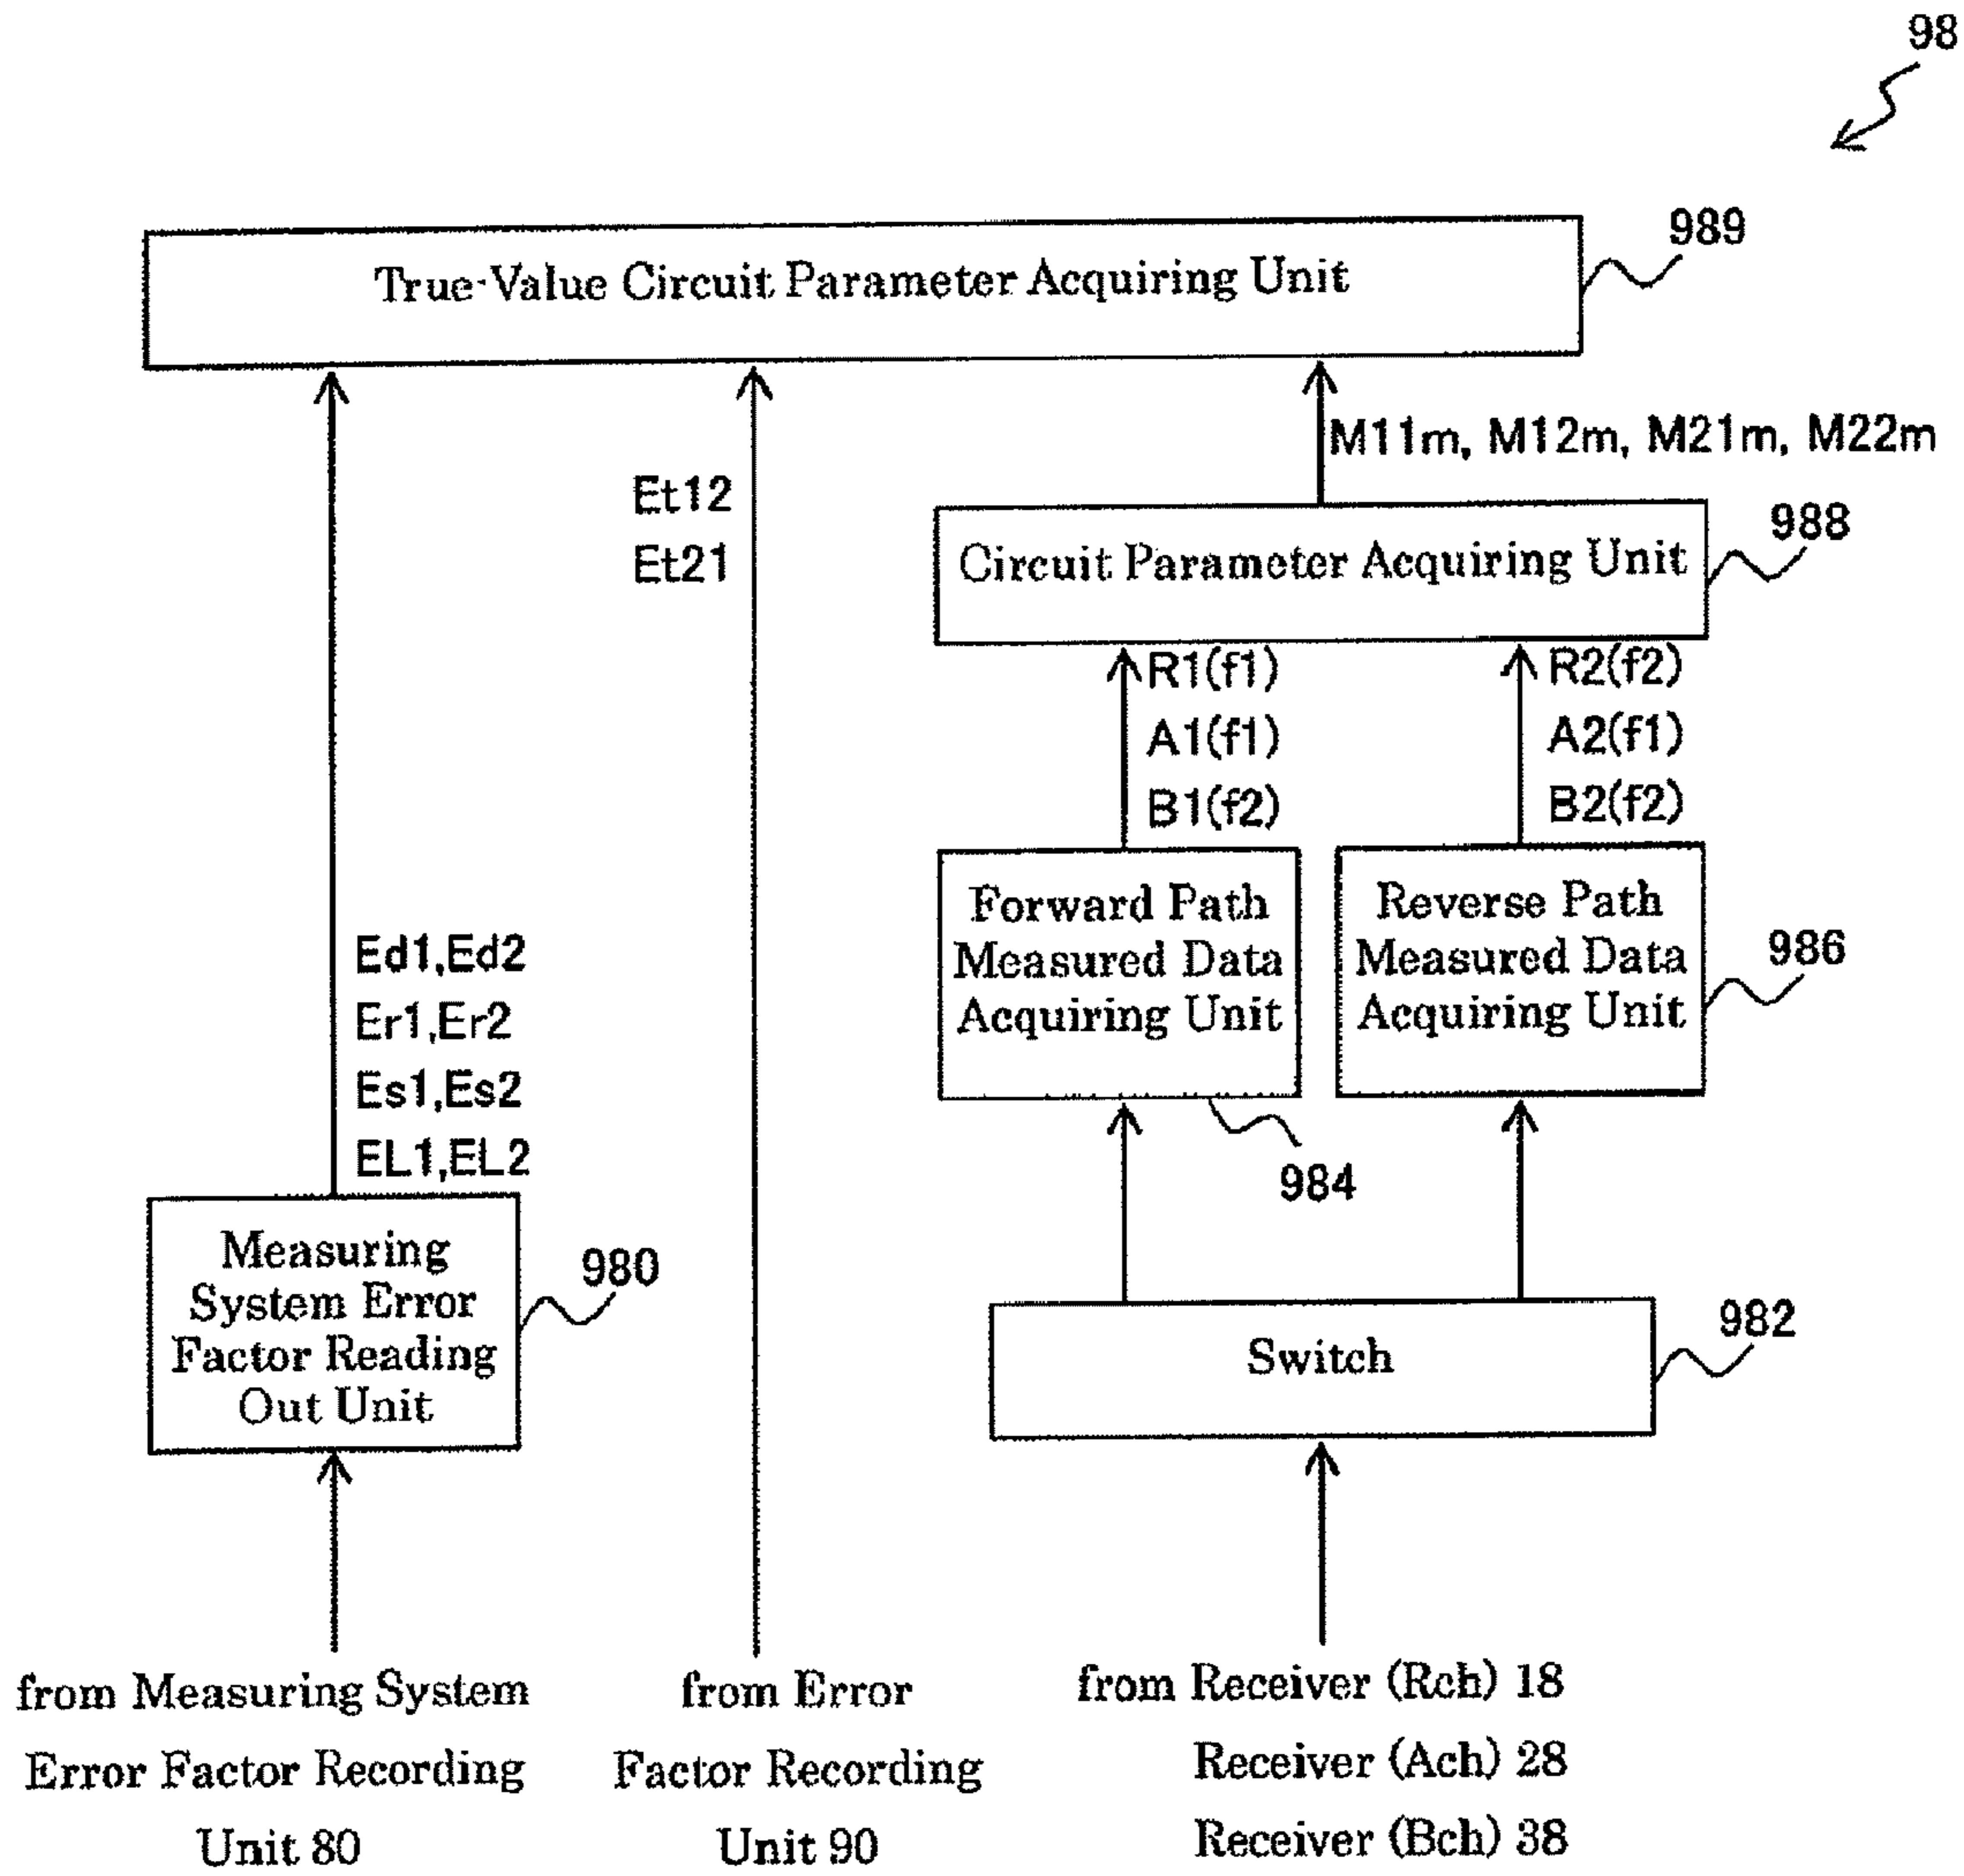 98
989
True-Value Circuit Parameter Acquiring Unit
M11m, M12m, M21m, M22m
Et12
Et21
988
Circuit Parameter Acquiring Unit
R1(f1)
A1(f1)
B1(f2)
R2(f2)
A2(f1)
B2(f2)
Forward Path
Measured Data
Acquiring Unit
Reverse Path
Measured Data
Acquiring Unit
986
Ed1,Ed2
Er1,Er2
Es1,Es2
EL1,EL2
984
Measuring
System Error
Factor Reading
Out Unit
980
Switch
982
from Measuring System
Error Factor Recording
Unit 80
from Error
Factor Recording
Unit 90
from Receiver (Rch) 18
Receiver (Ach) 28
Receiver (Bch) 38